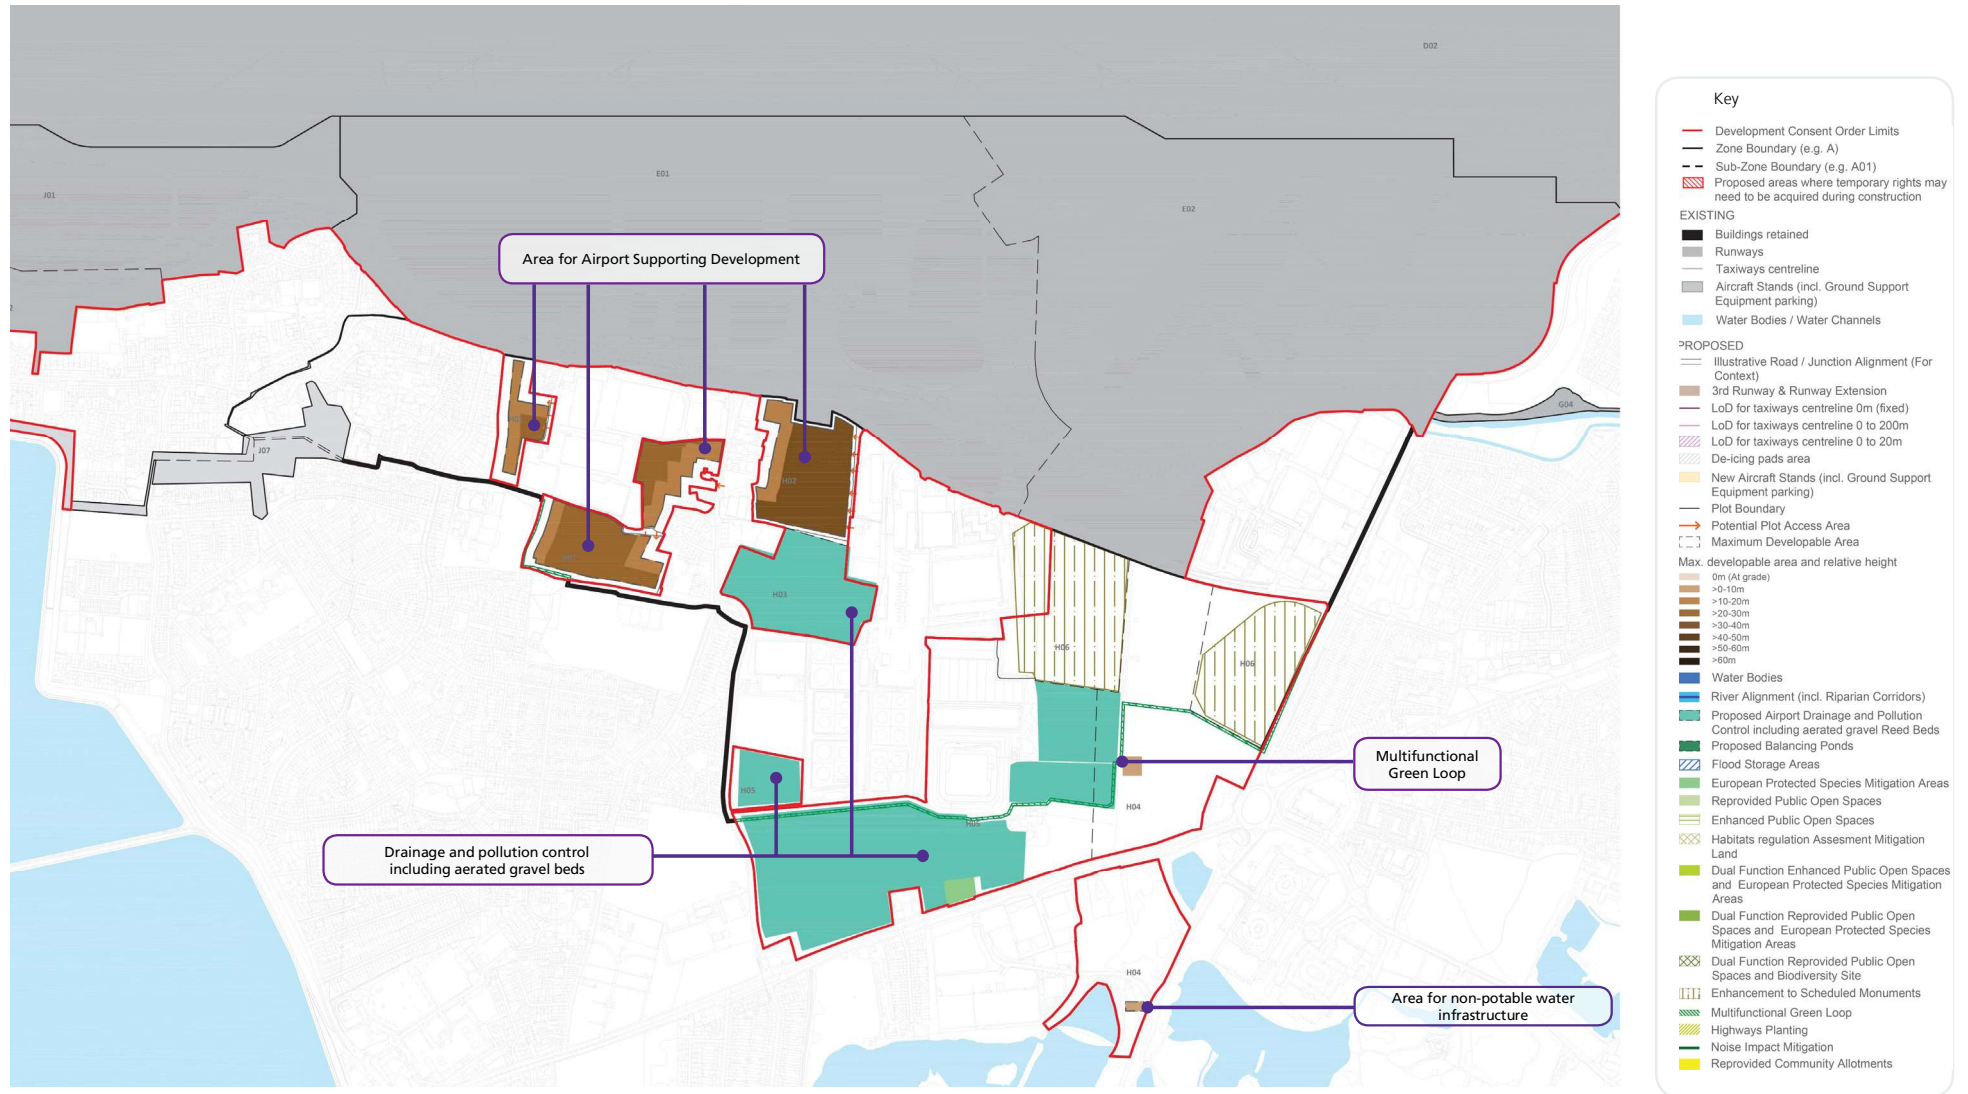 D02
E01
J01
E02
Area for Airport Supporting Development
G04
J07
H02
H03
H06
H06
Multifunctional
Green Loop
H05
H04
H05
Drainage and pollution control
including aerated gravel beds
H04
Area for non-potable water
infrastructure
Key
Development Consent Order Limits
Zone Boundary (e.g. A)
Sub-Zone Boundary (e.g. A01)
Proposed areas where temporary rights may
need to be acquired during construction
EXISTING
Buildings retained
Runways
Taxiways centreline
Aircraft Stands (incl. Ground Support
Equipment parking)
Water Bodies / Water Channels
PROPOSED
Illustrative Road / Junction Alignment (For
Context)
3rd Runway & Runway Extension
LoD for taxiways centreline 0m (fixed)
LoD for taxiways centreline 0 to 200m
LoD for taxiways centreline 0 to 20m
De-icing pads area
New Aircraft Stands (incl. Ground Support
Equipment parking)
Plot Boundary
Potential Plot Access Area
Maximum Developable Area
Max. developable area and relative height
0m (At grade)
>0-10m
>10-20m
>20-30m
>30-40m
>40-50m
>50-60m
>60m
Water Bodies
River Alignment (incl. Riparian Corridors)
Proposed Airport Drainage and Pollution
Control including aerated gravel Reed Beds
Proposed Balancing Ponds
Flood Storage Areas
European Protected Species Mitigation Areas
Reprovided Public Open Spaces
Enhanced Public Open Spaces
Habitats regulation Assesment Mitigation
Land
Dual Function Enhanced Public Open Spaces
and European Protected Species Mitigation
Areas
Dual Function Reprovided Public Open
Spaces and European Protected Species
Mitigation Areas
Dual Function Reprovided Public Open
Spaces and Biodiversity Site
Enhancement to Scheduled Monuments
Multifunctional Green Loop
Highways Planting
Noise Impact Mitigation
Reprovided Community Allotments